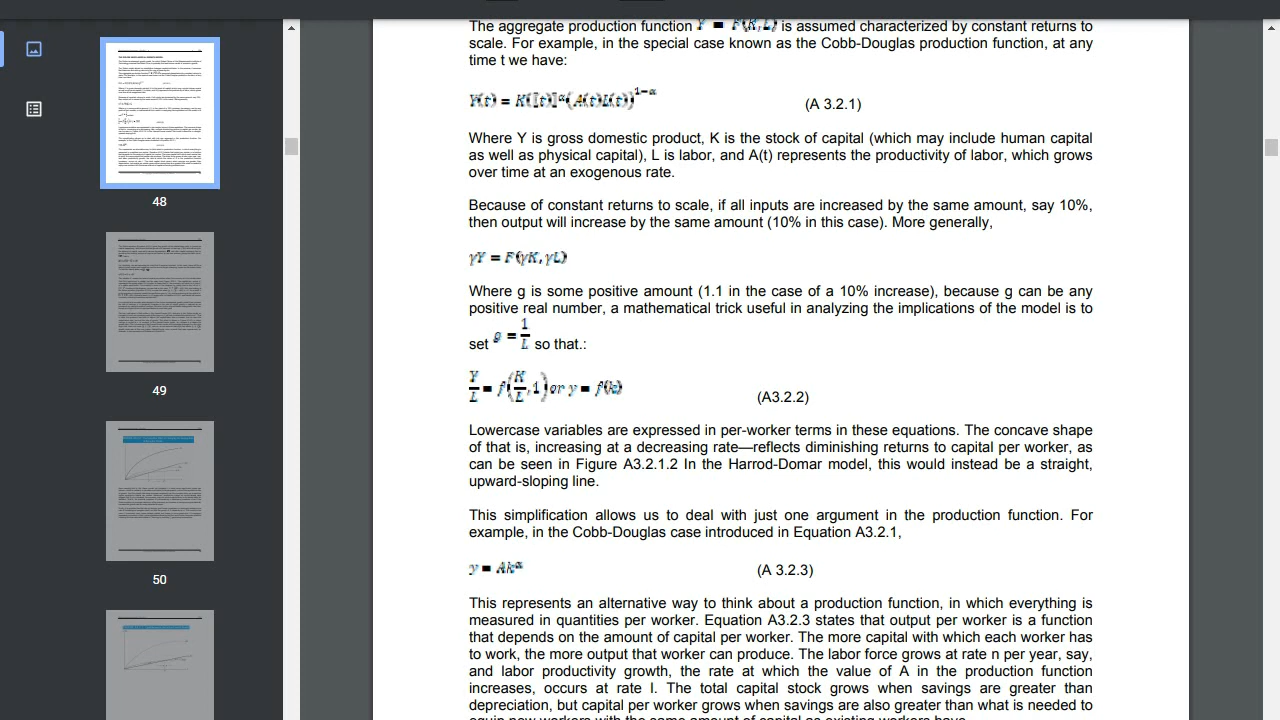 The aggregate production function Y = F(K,L) is assumed characterized by constant returns to
scale. For example, in the special case known as the Cobb-Douglas production function, at any
time t we have:
Y(t) = K([t]α(A(t)L(t))1−α (A 3.2.1)
Where Y is gross domestic product, K is the stock of capital (which may include human capital
as well as physical capital), L is labor, and A(t) represents the productivity of labor, which grows
over time at an exogenous rate.
Because of constant returns to scale, if all inputs are increased by the same amount, say 10%,
then output will increase by the same amount (10% in this case). More generally,
γY = F(γK, γL)
Where g is some positive amount (1.1 in the case of a 10% increase), because g can be any
positive real number, a mathematical trick useful in analyzing the implications of the model is to
set g = 1/L so that.:
Y/L = f(K/L, 1) or y = f(k) (A3.2.2)
Lowercase variables are expressed in per-worker terms in these equations. The concave shape
of that is, increasing at a decreasing rate—reflects diminishing returns to capital per worker, as
can be seen in Figure A3.2.1.2 In the Harrod-Domar model, this would instead be a straight,
upward-sloping line.
This simplification allows us to deal with just one argument in the production function. For
example, in the Cobb-Douglas case introduced in Equation A3.2.1,
y = Akα (A 3.2.3)
This represents an alternative way to think about a production function, in which everything is
measured in quantities per worker. Equation A3.2.3 states that output per worker is a function
that depends on the amount of capital per worker. The more capital with which each worker has
to work, the more output that worker can produce. The labor force grows at rate n per year, say,
and labor productivity growth, the rate at which the value of A in the production function
increases, occurs at rate l. The total capital stock grows when savings are greater than
depreciation, but capital per worker grows when savings are also greater than what is needed to
equip new workers with the same amount of capital as existing workers have.
48
49
50